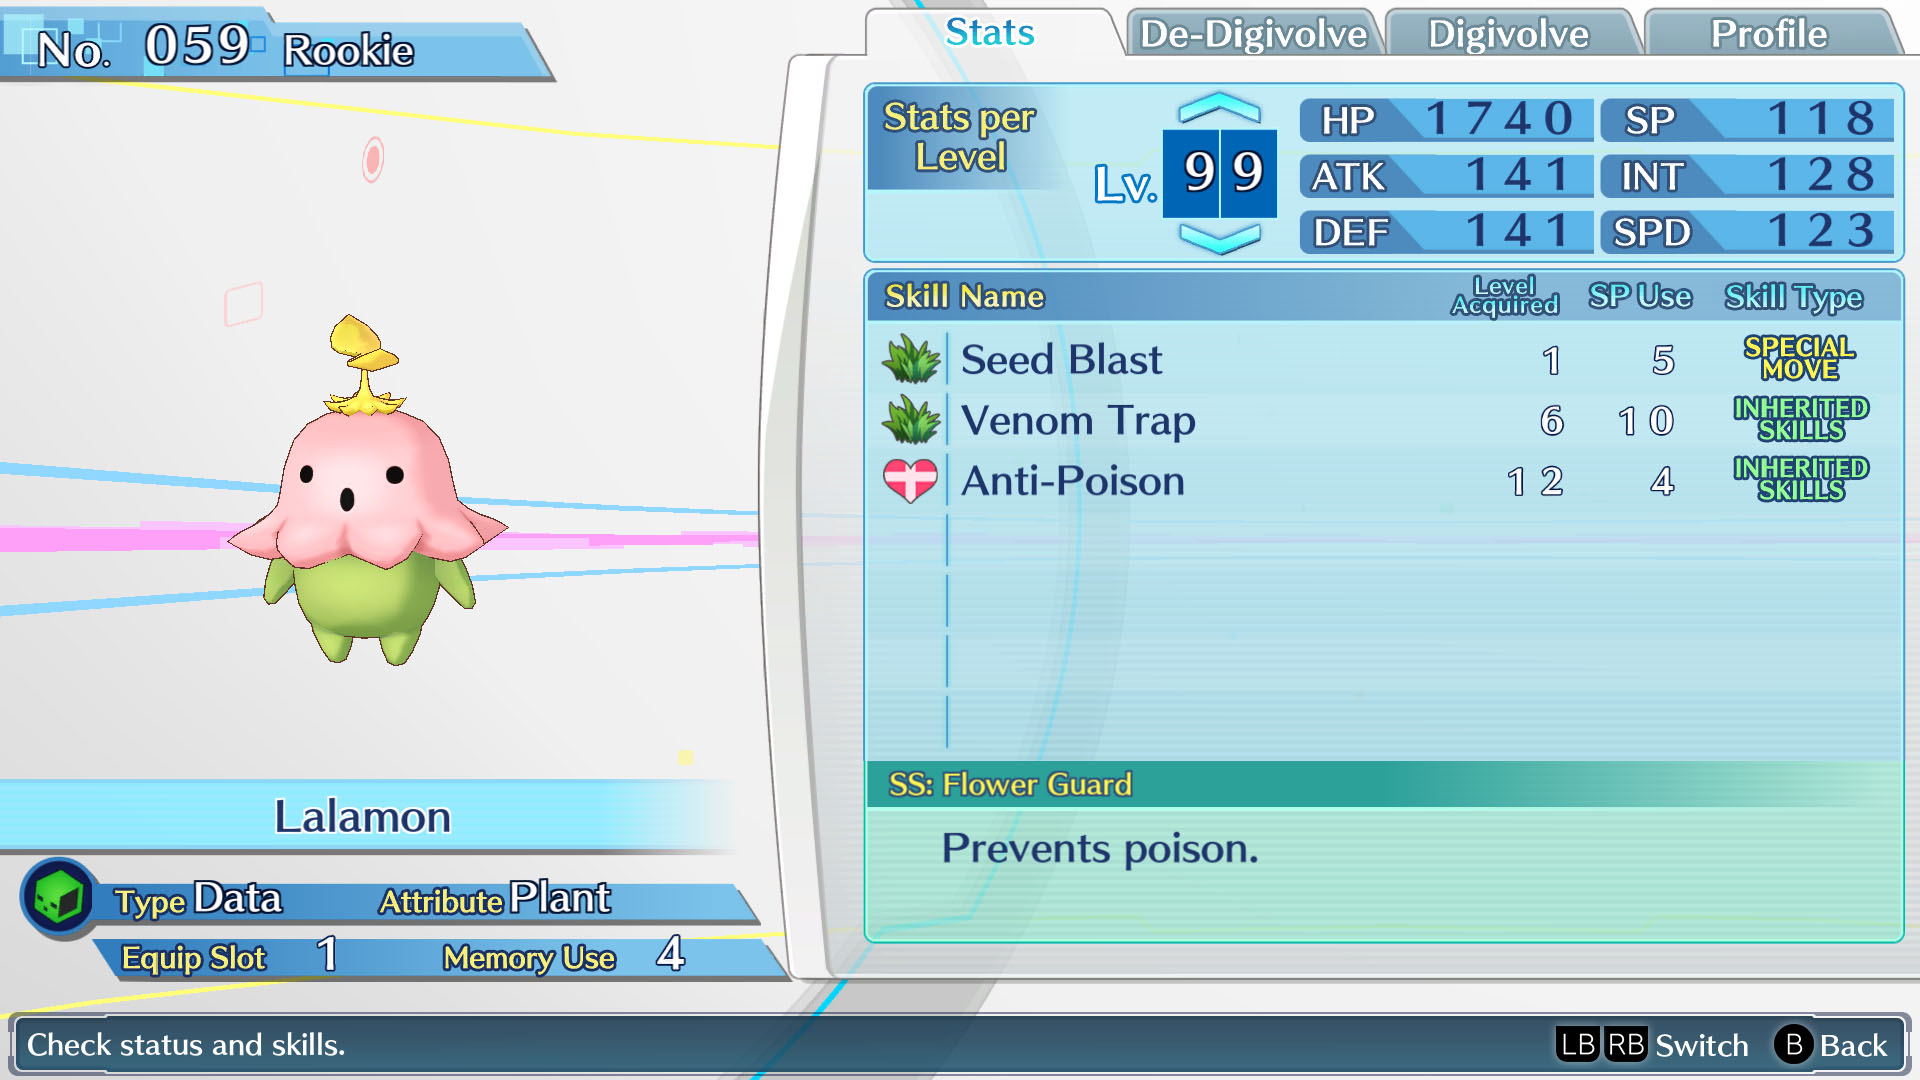 No. 059 Rookie
Stats
De-Digivolve
Digivolve
Profile
Stats per
Level
Lv. 99
HP 1740
SP 118
ATK 141
INT 128
DEF 141
SPD 123
Skill Name
Level
Acquired
SP Use
Skill Type
Seed Blast 1 5 SPECIAL
MOVE
Venom Trap 6 10 INHERITED
SKILLS
Anti-Poison 12 4 INHERITED
SKILLS
SS: Flower Guard
Prevents poison.
Lalamon
Type Data Attribute Plant
Equip Slot 1 Memory Use 4
Check status and skills.
LB RB Switch B Back